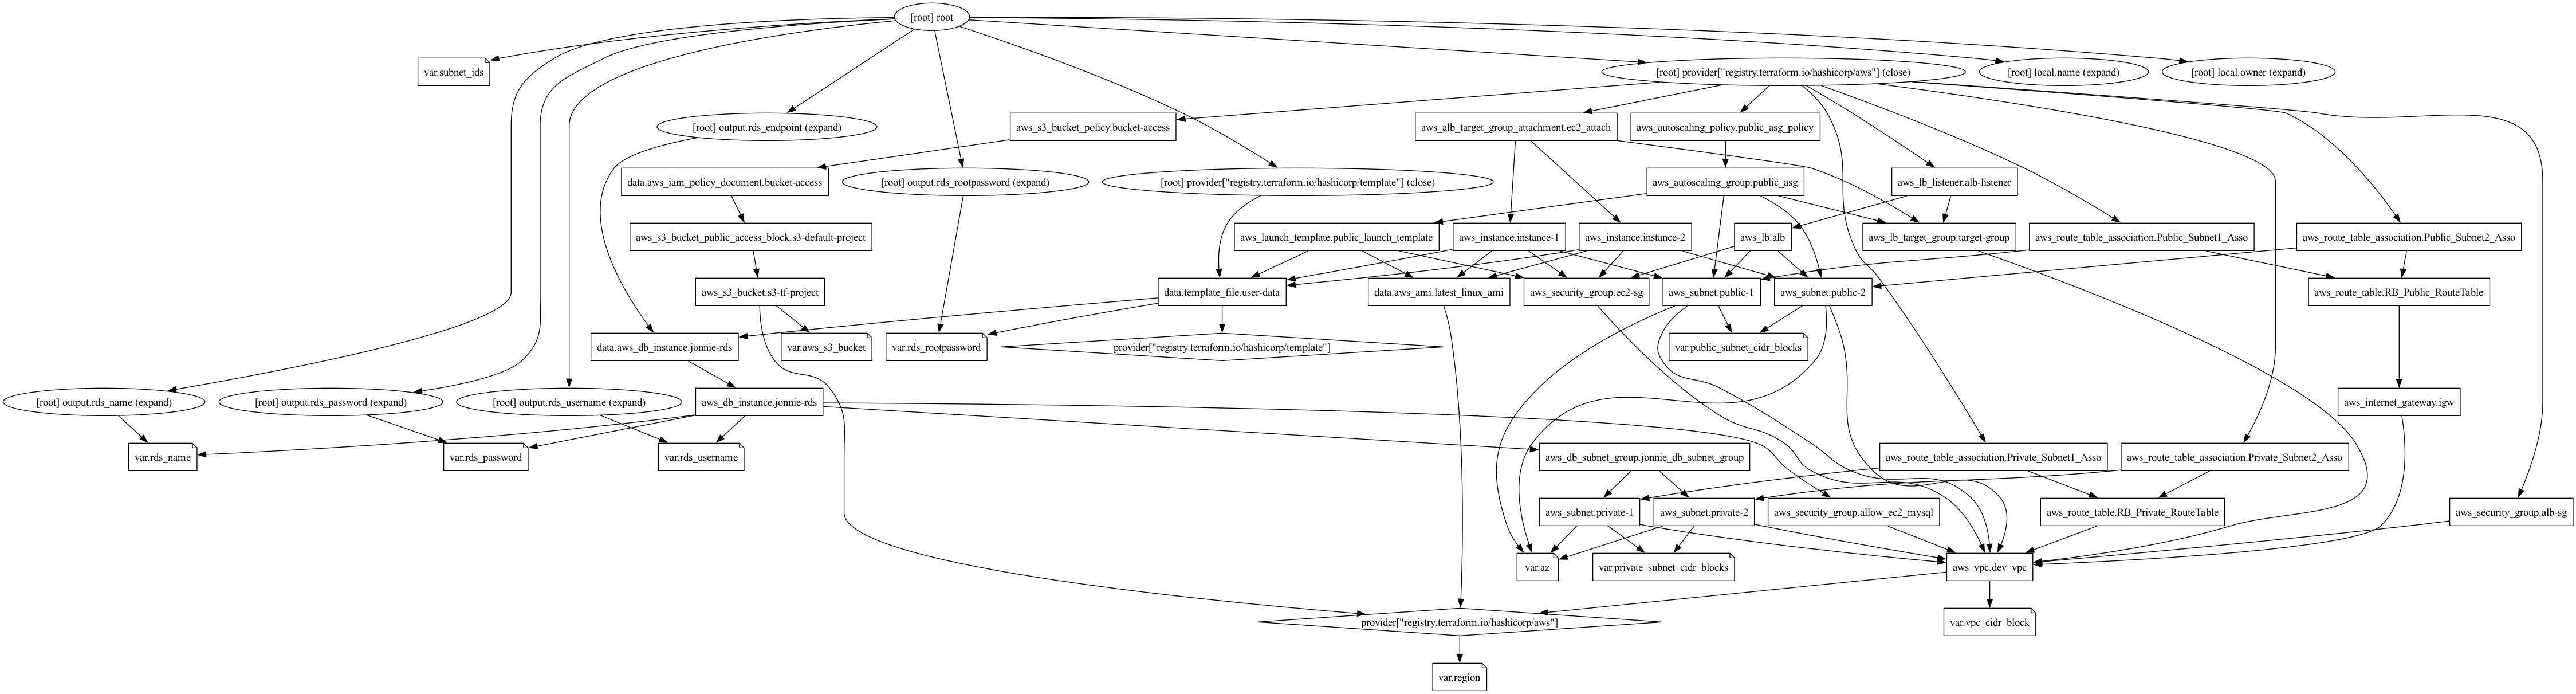 [root] root
var.subnet_ids
[root] provider["registry.terraform.io/hashicorp/aws"] (close)
[root] local.name (expand)
[root] local.owner (expand)
[root] output.rds_endpoint (expand)
aws_s3_bucket_policy.bucket-access
aws_alb_target_group_attachment.ec2_attach
aws_autoscaling_policy.public_asg_policy
data.aws_iam_policy_document.bucket-access
[root] output.rds_rootpassword (expand)
[root] provider["registry.terraform.io/hashicorp/template"] (close)
aws_autoscaling_group.public_asg
aws_lb_listener.alb-listener
aws_s3_bucket_public_access_block.s3-default-project
aws_launch_template.public_launch_template
aws_instance.instance-1
aws_instance.instance-2
aws_lb.alb
aws_lb_target_group.target-group
aws_route_table_association.Public_Subnet1_Asso
aws_route_table_association.Public_Subnet2_Asso
aws_s3_bucket.s3-tf-project
data.template_file.user-data
data.aws_ami.latest_linux_ami
aws_security_group.ec2-sg
aws_subnet.public-1
aws_subnet.public-2
aws_route_table.RB_Public_RouteTable
data.aws_db_instance.jonnie-rds
var.aws_s3_bucket
var.rds_rootpassword
provider["registry.terraform.io/hashicorp/template"]
var.public_subnet_cidr_blocks
[root] output.rds_name (expand)
[root] output.rds_password (expand)
[root] output.rds_username (expand)
aws_db_instance.jonnie-rds
aws_internet_gateway.igw
var.rds_name
var.rds_password
var.rds_username
aws_db_subnet_group.jonnie_db_subnet_group
aws_route_table_association.Private_Subnet1_Asso
aws_route_table_association.Private_Subnet2_Asso
aws_subnet.private-1
aws_subnet.private-2
aws_security_group.allow_ec2_mysql
aws_route_table.RB_Private_RouteTable
aws_security_group.alb-sg
var.az
var.private_subnet_cidr_blocks
aws_vpc.dev_vpc
provider["registry.terraform.io/hashicorp/aws"]
var.vpc_cidr_block
var.region